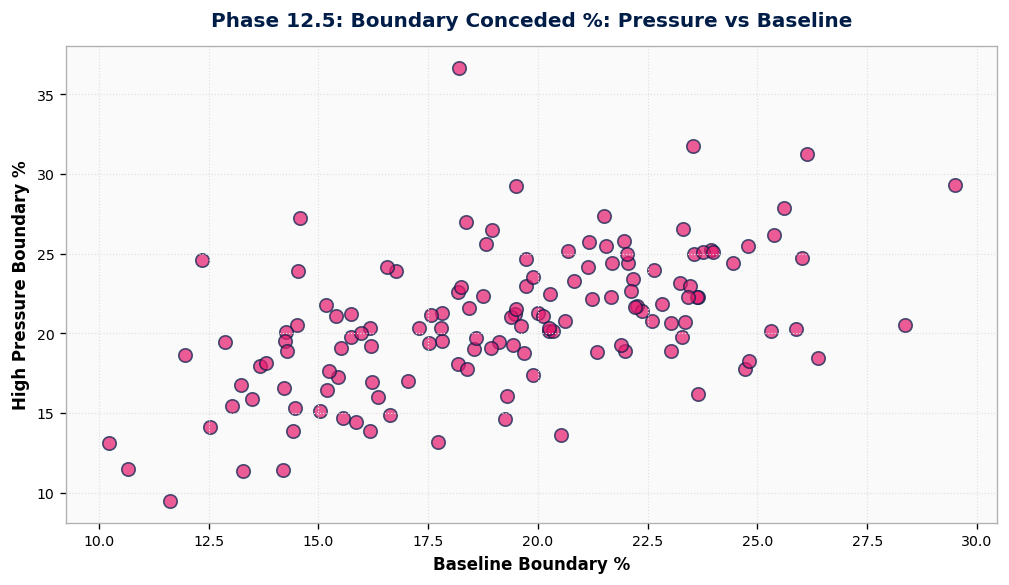 Phase 12.5: Boundary Conceded %: Pressure vs Baseline
High Pressure Boundary %
35
30
25
20
15
10
10.0 12.5 15.0 17.5 20.0 22.5 25.0 27.5 30.0
Baseline Boundary %